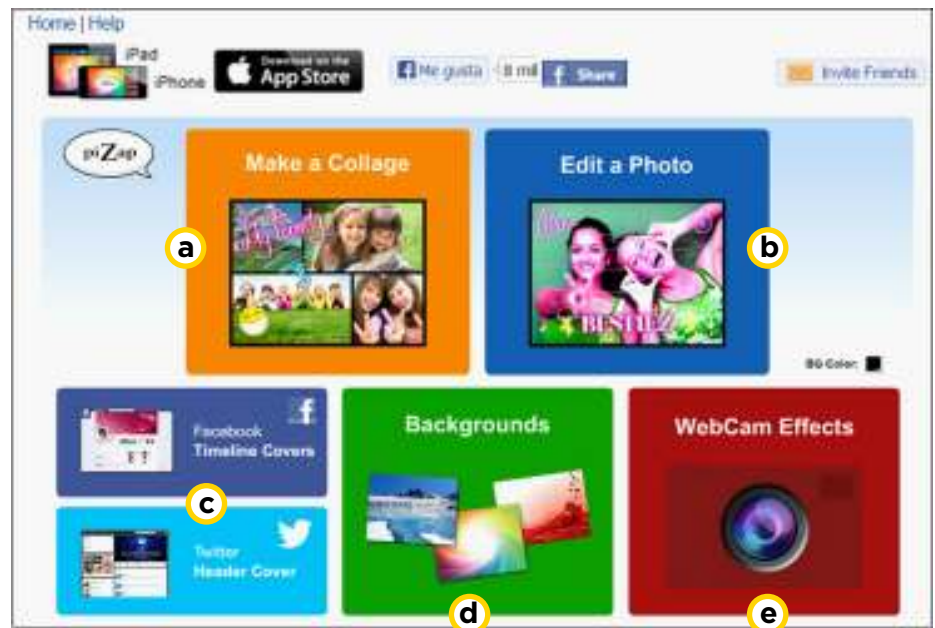 Home | Help
iPad
iPhone
Download on the
App Store
Me gusta
8 mil
Share
Invite Friends
piZap
Make a Collage
Edit a Photo
a
b
BESTIEZ
BG Color:
Facebook
Timeline Covers
Backgrounds
WebCam Effects
c
Twitter
Header Cover
d
e